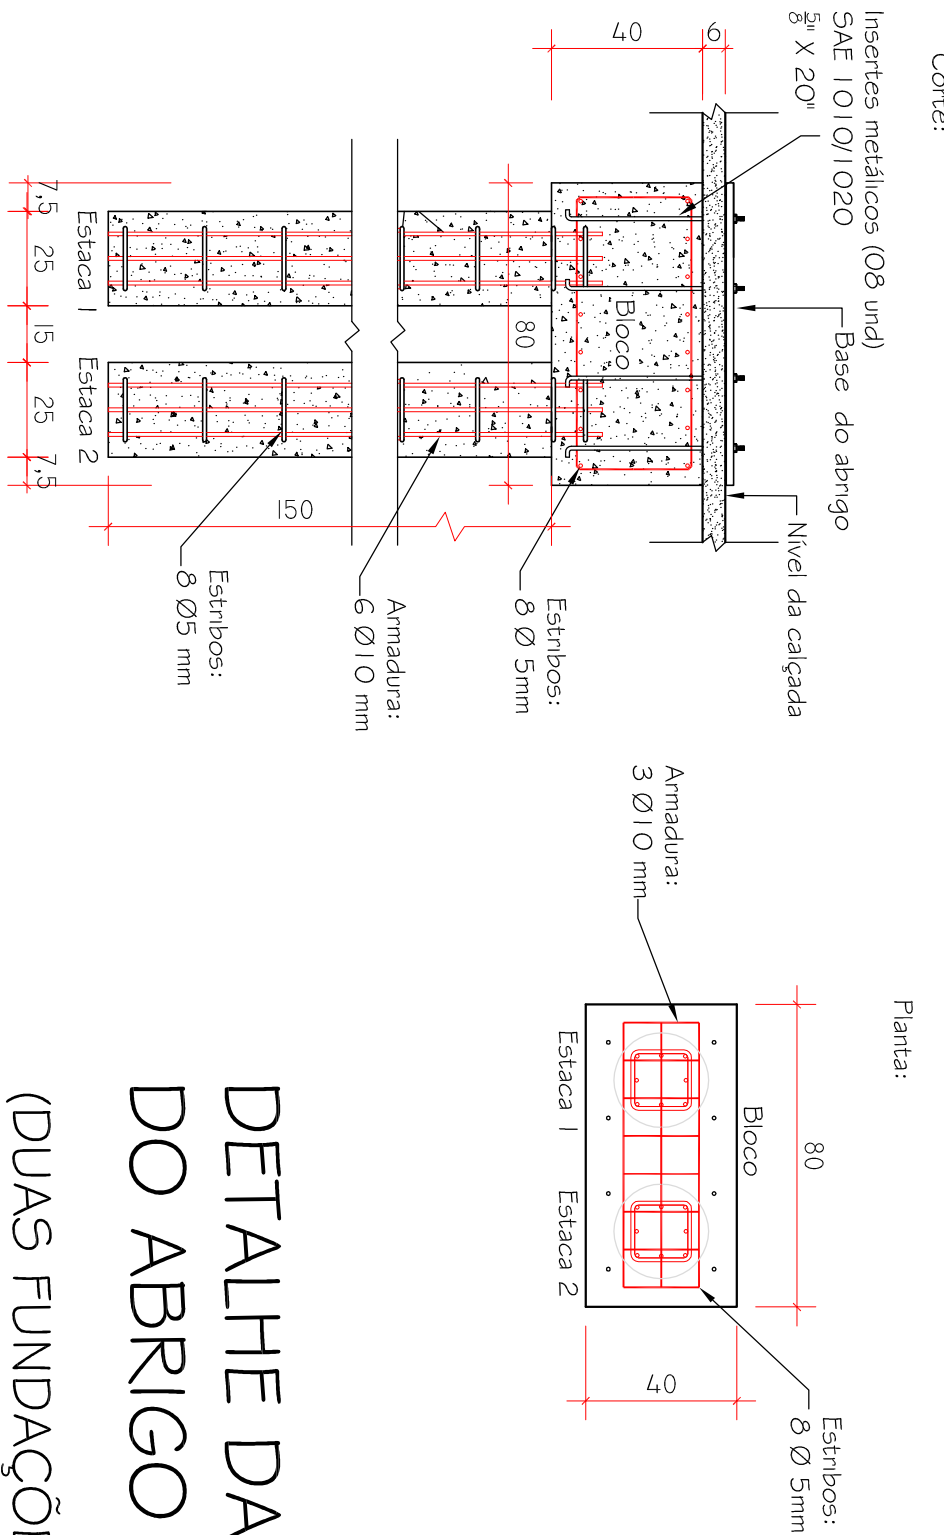 Corte:
Insertes metálicos (08 und)
SAE 1010/1020
5/8" X 20"
Base do abrigo
Nível da calçada
40
6
Bloco
80
150
7,5
25
15
25
7,5
Estaca 1
Estaca 2
Estribos:
8 Ø 5mm
Armadura:
6 Ø10 mm
Estribos:
8 Ø5 mm
Planta:
80
Bloco
Estaca 1
Estaca 2
40
Armadura:
3 Ø10 mm
Estribos:
8 Ø 5mm
DETALHE DA
DO ABRIGO
(DUAS